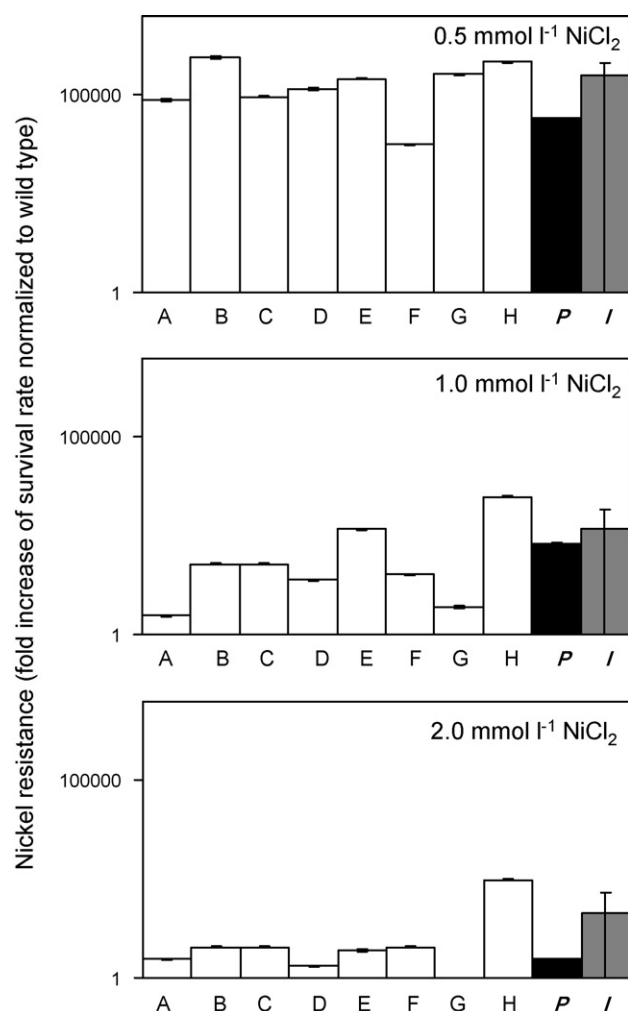 Nickel resistance (fold increase of survival rate normalized to wild type)
0.5 mmol l⁻¹ NiCl₂
100000
1
A B C D E F G H P I
1.0 mmol l⁻¹ NiCl₂
100000
1
A B C D E F G H P I
2.0 mmol l⁻¹ NiCl₂
100000
1
A B C D E F G H P I